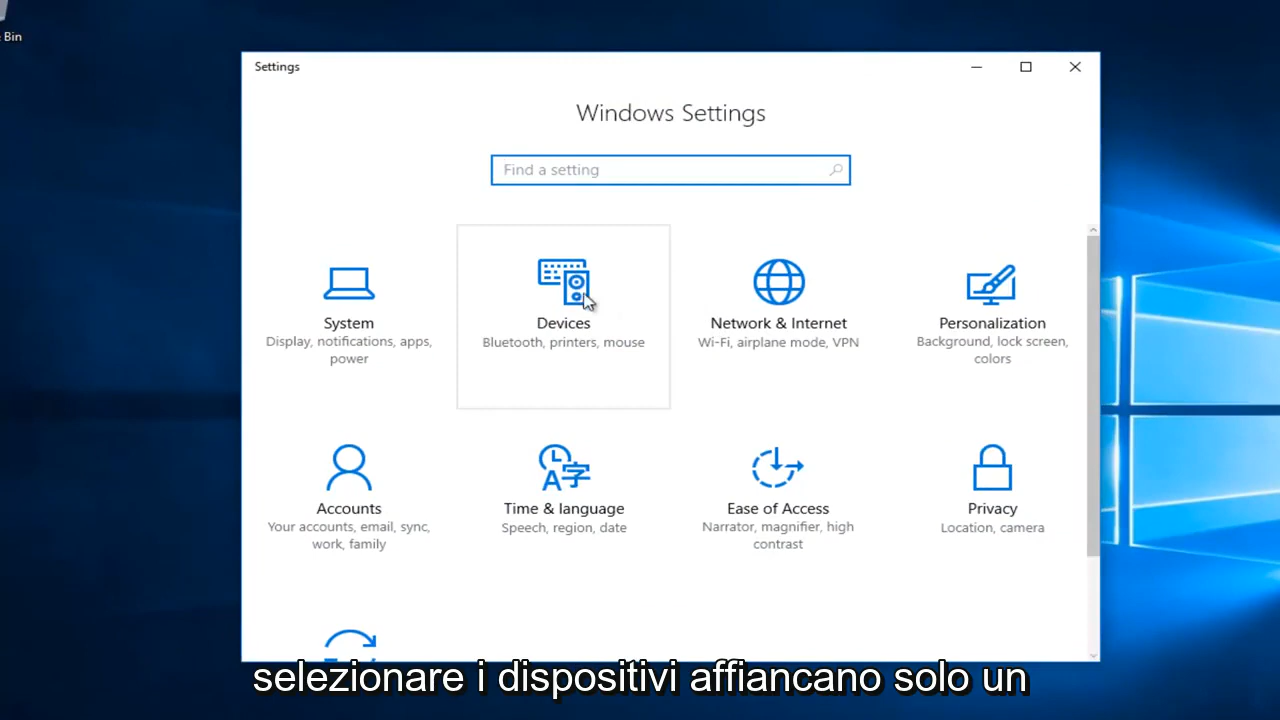 Bin
Settings
Windows Settings
Find a setting
System
Display, notifications, apps,
power
Devices
Bluetooth, printers, mouse
Network & Internet
Wi-Fi, airplane mode, VPN
Personalization
Background, lock screen,
colors
Accounts
Your accounts, email, sync,
work, family
Time & language
Speech, region, date
Ease of Access
Narrator, magnifier, high
contrast
Privacy
Location, camera
selezionare i dispositivi affiancano solo un